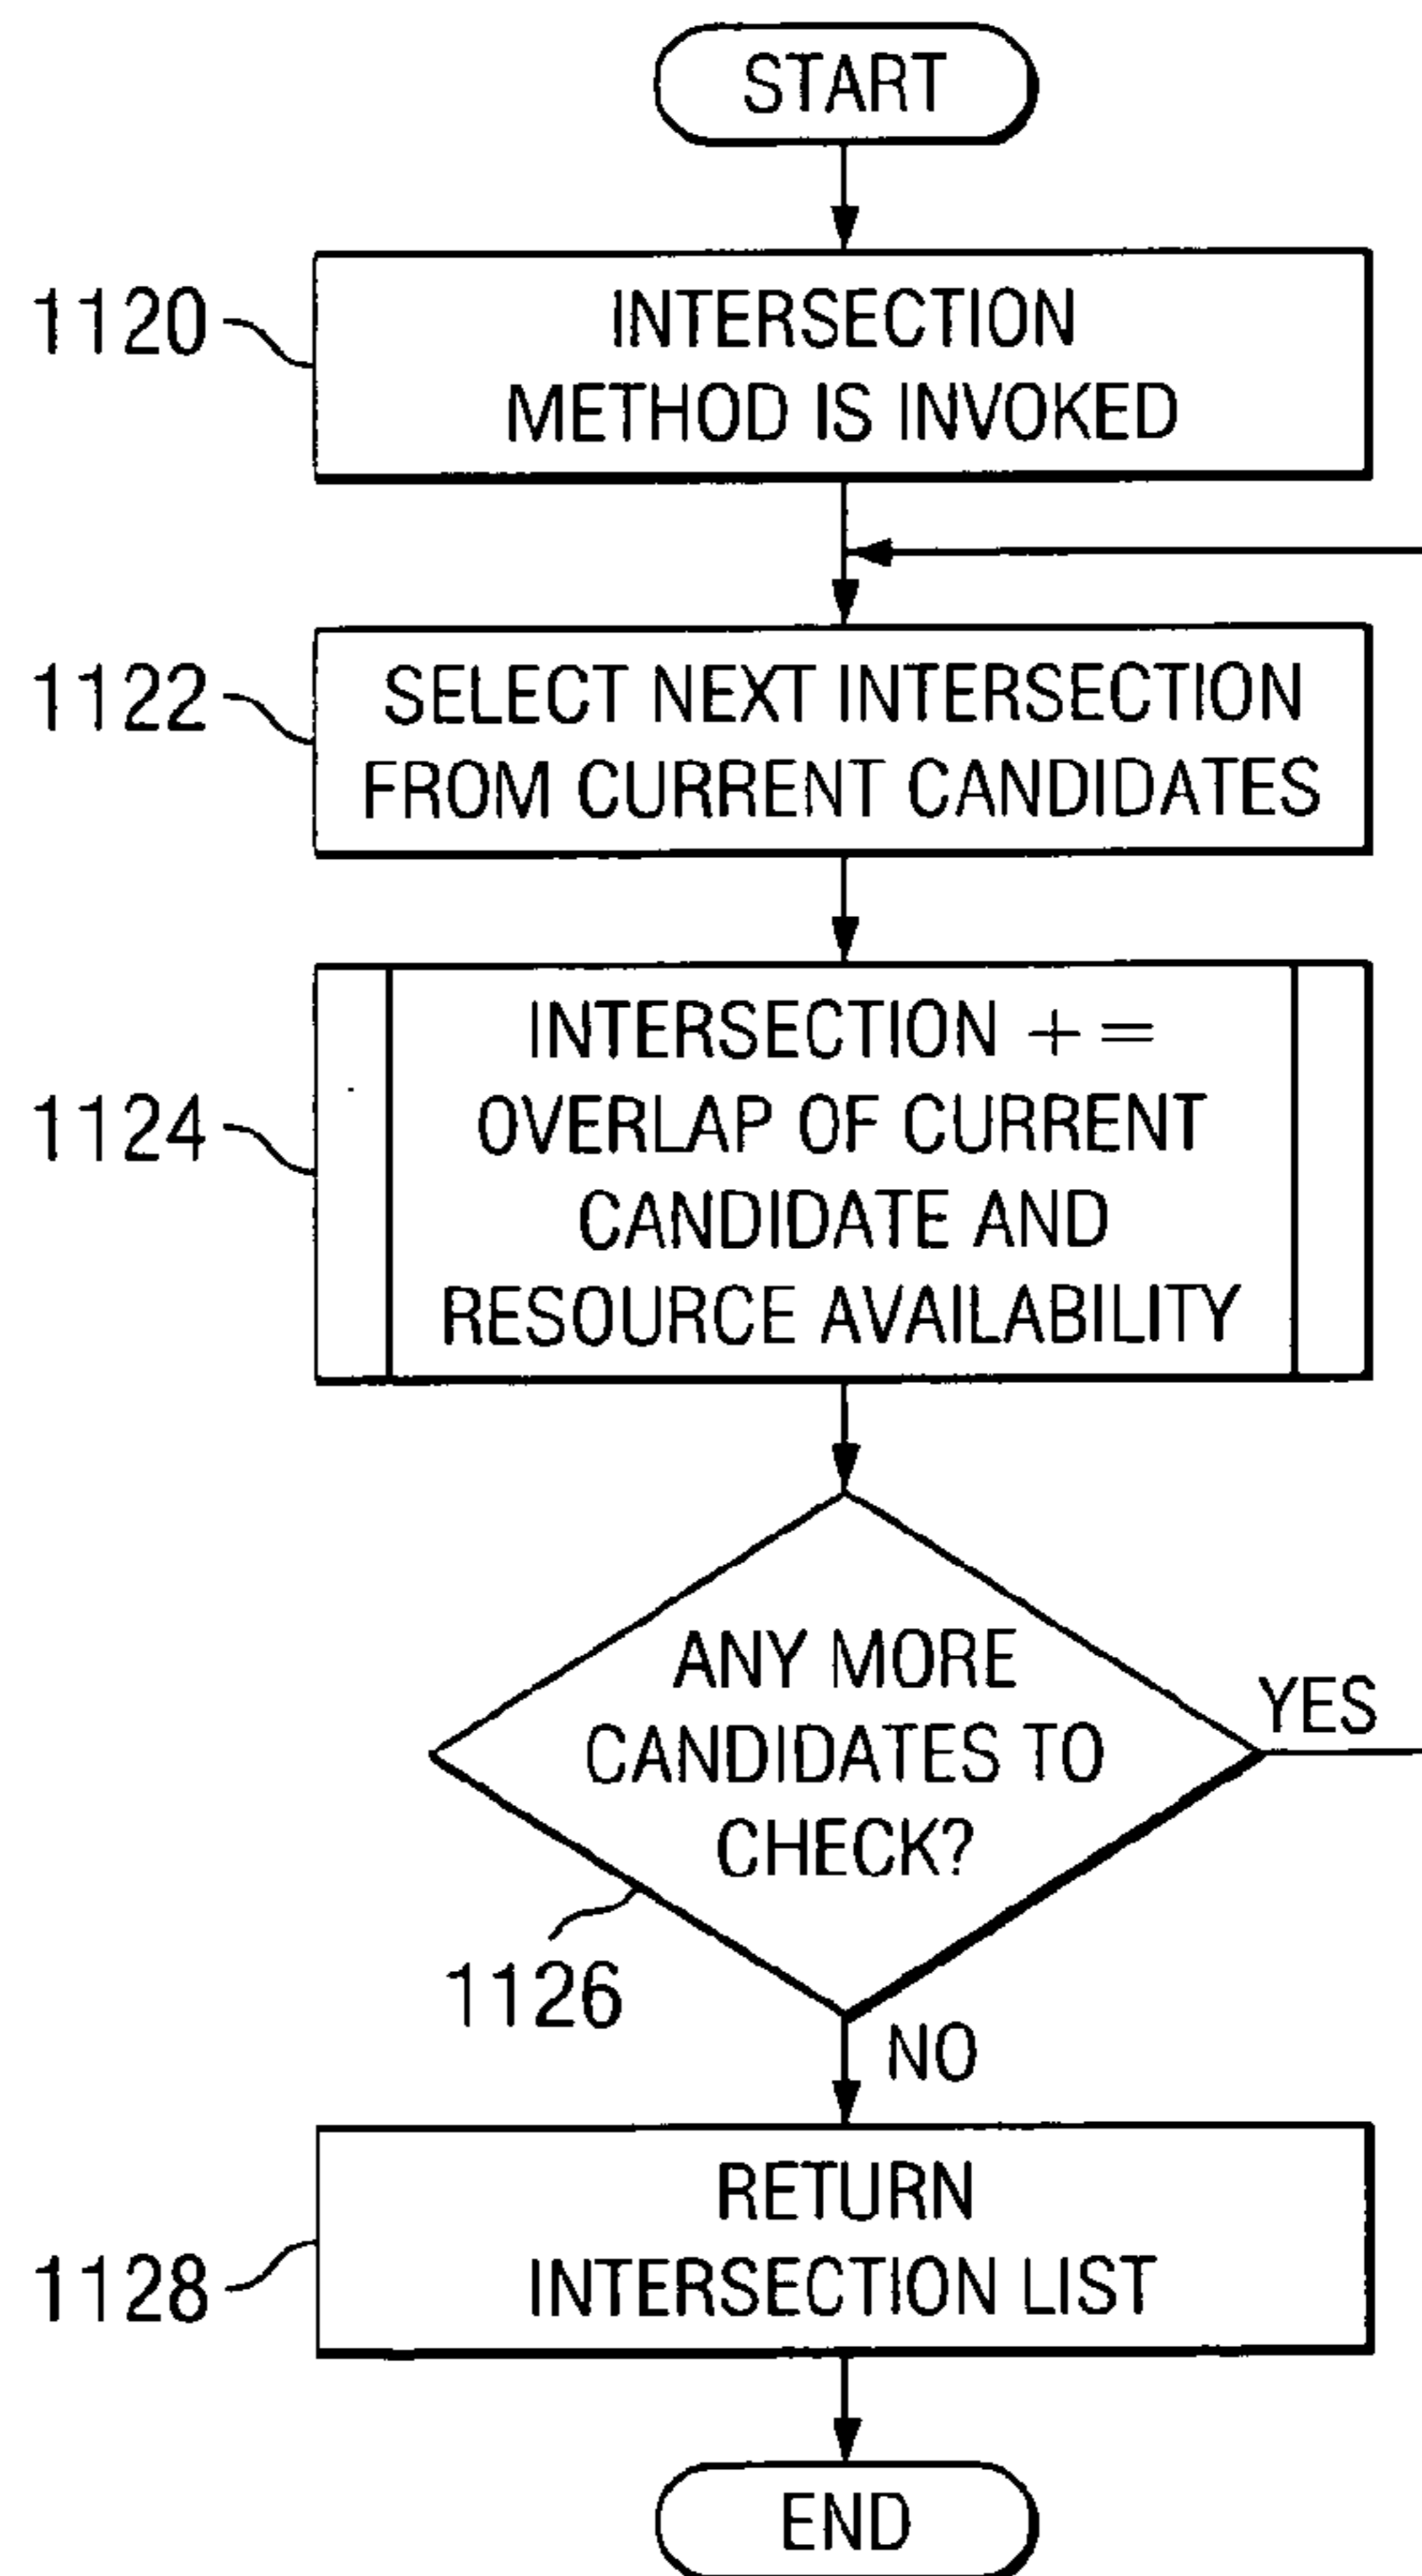 START
1120
INTERSECTION
METHOD IS INVOKED
1122
SELECT NEXT INTERSECTION
FROM CURRENT CANDIDATES
1124
INTERSECTION + =
OVERLAP OF CURRENT
CANDIDATE AND
RESOURCE AVAILABILITY
ANY MORE
CANDIDATES TO
CHECK?
YES
1126
NO
1128
RETURN
INTERSECTION LIST
END